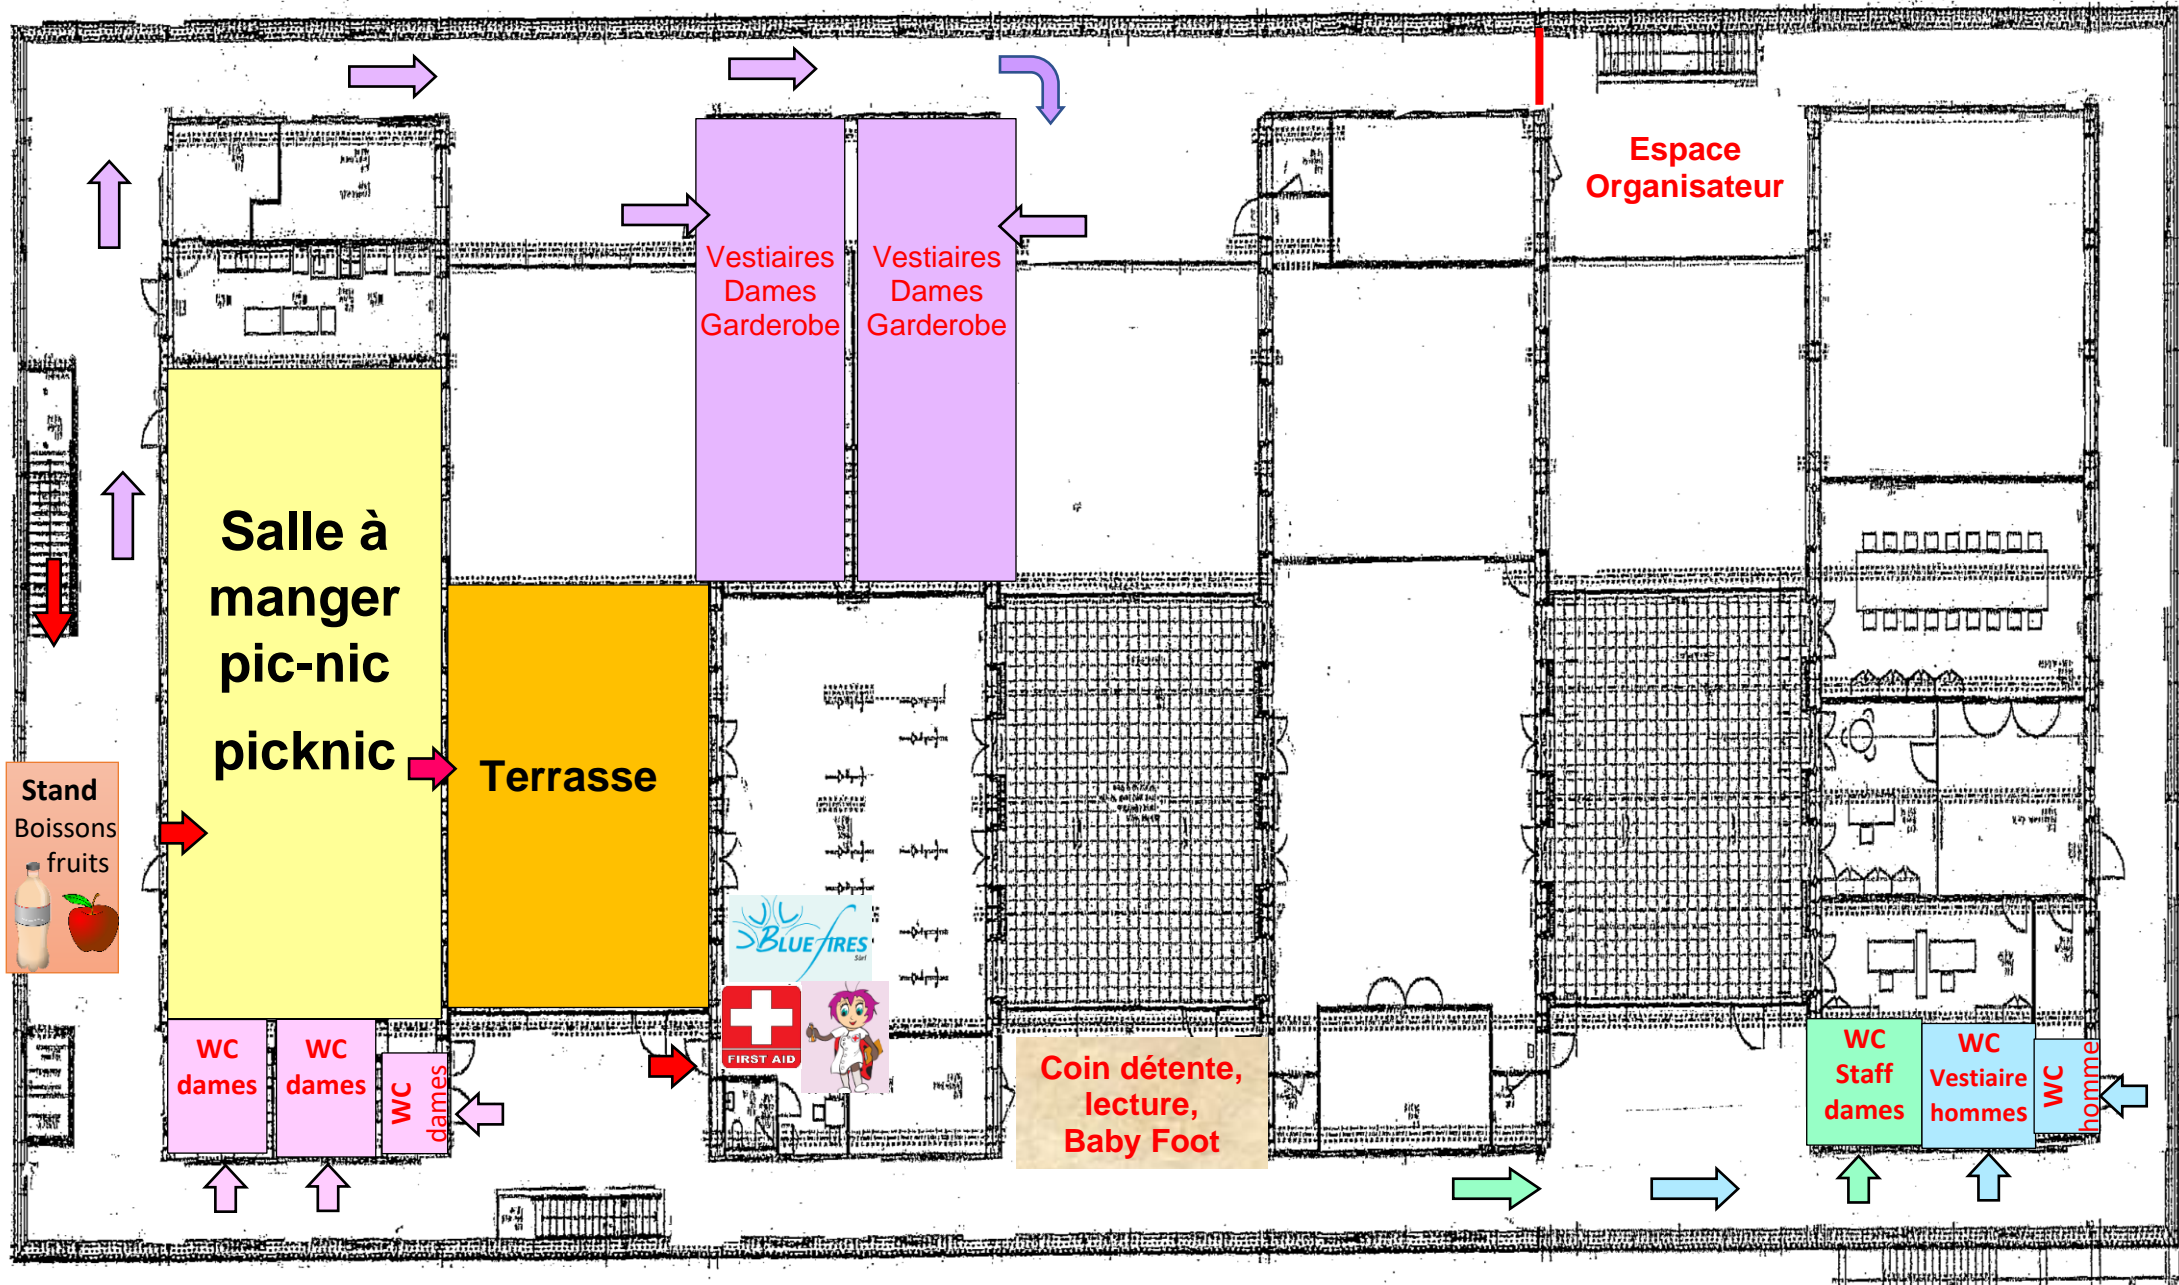 Espace
Organisateur
Vestiaires
Dames
Garderobe
Vestiaires
Dames
Garderobe
Salle à
manger
pic-nic
picknic
Terrasse
Stand
Boissons
fruits
BLUEFIRES
Sàrl
FIRST AID
WC
dames
WC
dames
WC
dames
Coin détente,
lecture,
Baby Foot
WC
Staff
dames
WC
Vestiaire
hommes
WC
homme